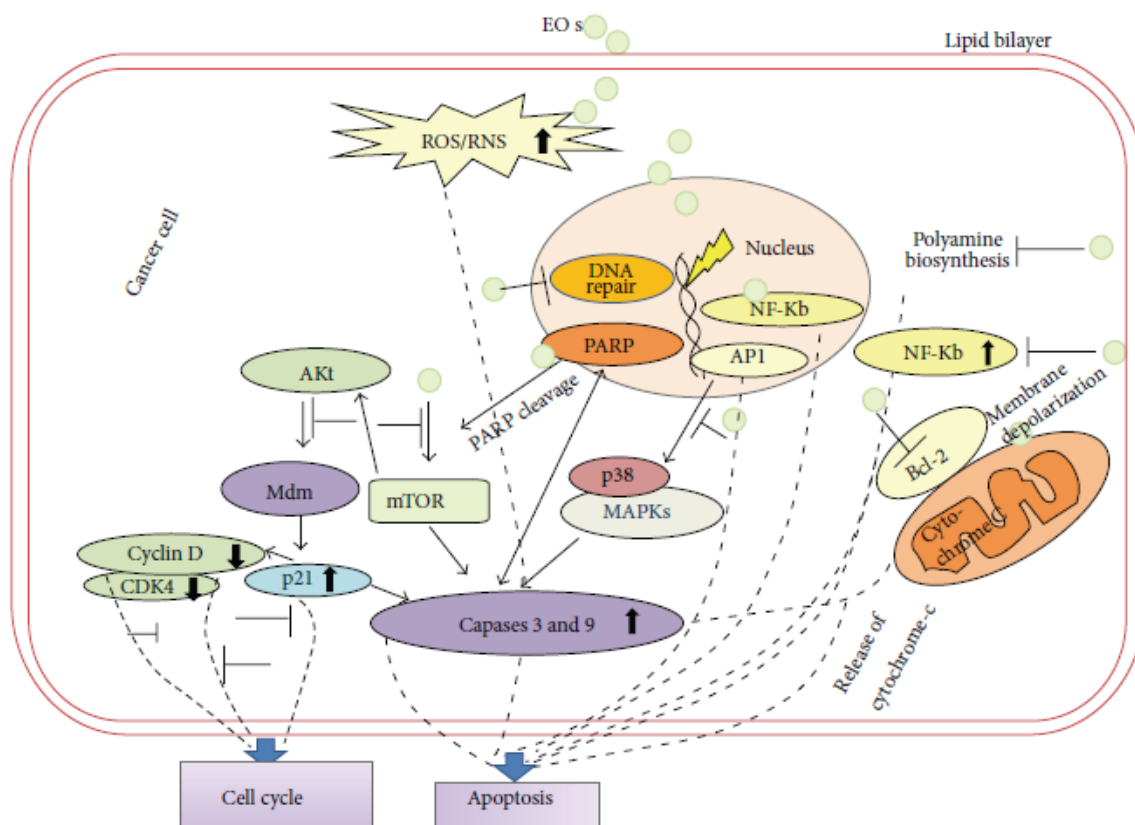 EO s
Lipid bilayer
ROS/RNS
Cancer cell
Nucleus
Polyamine
biosynthesis
DNA
repair
NF-Kb
PARP
AP1
NF-Kb
AKt
PARP cleavage
Membrane
depolarization
Bcl-2
p38
Mdm
mTOR
MAPKs
Cyto-
chrome C
Cyclin D
CDK4
p21
Capases 3 and 9
Release of
cytochrome-c
Cell cycle
Apoptosis